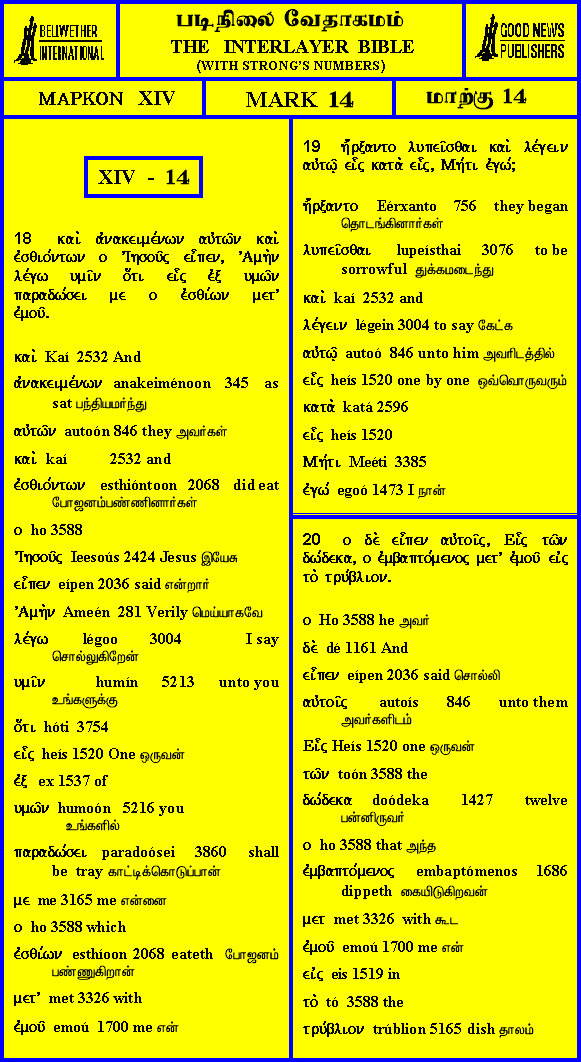 BELLWETHER
INTERNATIONAL
படிநிலை வேதாகமம்
THE INTERLAYER BIBLE
(WITH STRONG'S NUMBERS)
GOOD NEWS
PUBLISHERS
ΜΑΡΚΟΝ XIV
MARK 14
மாற்கு 14
XIV - 14
18 καὶ ἀνακειμένων αὐτῶν καὶ
ἐσθιόντων ο Ἰησοῦς εἶπεν, Ἀμὴν
λέγω υμῖν ὅτι εἷς ἐξ υμῶν
παραδώσει με ο ἐσθίων μετ'
ἐμοῦ.
καὶ Kaí 2532 And
ἀνακειμένων anakeiménoon 345 as
sat பந்தியமர்ந்து
αὐτῶν autoón 846 they அவர்கள்
καὶ kaí 2532 and
ἐσθιόντων esthióntoon 2068 did eat
போஜனம்பண்ணினார்கள்
ο ho 3588
Ἰησοῦς Ieesoús 2424 Jesus இயேசு
εἶπεν eípen 2036 said என்றார்
Ἀμὴν Ameén 281 Verily மெய்யாகவே
λέγω légoo 3004 I say
சொல்லுகிறேன்
υμῖν humín 5213 unto you
உங்களுக்கு
ὅτι hóti 3754
εἷς heís 1520 One ஒருவன்
ἐξ ex 1537 of
υμῶν humoón 5216 you
உங்களில்
παραδώσει paradoósei 3860 shall
be tray காட்டிக்கொடுப்பான்
με me 3165 me என்னை
ο ho 3588 which
ἐσθίων esthíoon 2068 eateth போஜனம்
பண்ணுகிறான்
μετ' met 3326 with
ἐμοῦ emoú 1700 me என்
19 ἤρξαντο λυπεῖσθαι καὶ λέγειν
αὐτῷ εἷς κατὰ εἷς, Μήτι ἐγώ;
ἤρξαντο Eérxanto 756 they began
தொடங்கினார்கள்
λυπεῖσθαι lupeísthai 3076 to be
sorrowful துக்கமடைந்து
καὶ kaí 2532 and
λέγειν légein 3004 to say கேட்க
αὐτῷ autoó 846 unto him அவரிடத்தில்
εἷς heís 1520 one by one ஒவ்வொருவரும்
κατὰ katá 2596
εἷς heís 1520
Μήτι Meéti 3385
ἐγώ egoó 1473 I நான்
20 ο δὲ εἶπεν αὐτοῖς, Εἷς τῶν
δώδεκα, ο ἐμβαπτόμενος μετ' ἐμοῦ εἰς
τὸ τρύβλιον.
ο Ho 3588 he அவர்
δὲ dé 1161 And
εἶπεν eípen 2036 said சொல்லி
αὐτοῖς autoís 846 unto them
அவர்களிடம்
Εἷς Heís 1520 one ஒருவன்
τῶν toón 3588 the
δώδεκα doódeka 1427 twelve
பன்னிருவர்
ο ho 3588 that அந்த
ἐμβαπτόμενος embaptómenos 1686
dippeth கையிடுகிறவன்
μετ met 3326 with கூட
ἐμοῦ emoú 1700 me என்
εἰς eis 1519 in
τὸ tó 3588 the
τρύβλιον trúblion 5165 dish தாலம்